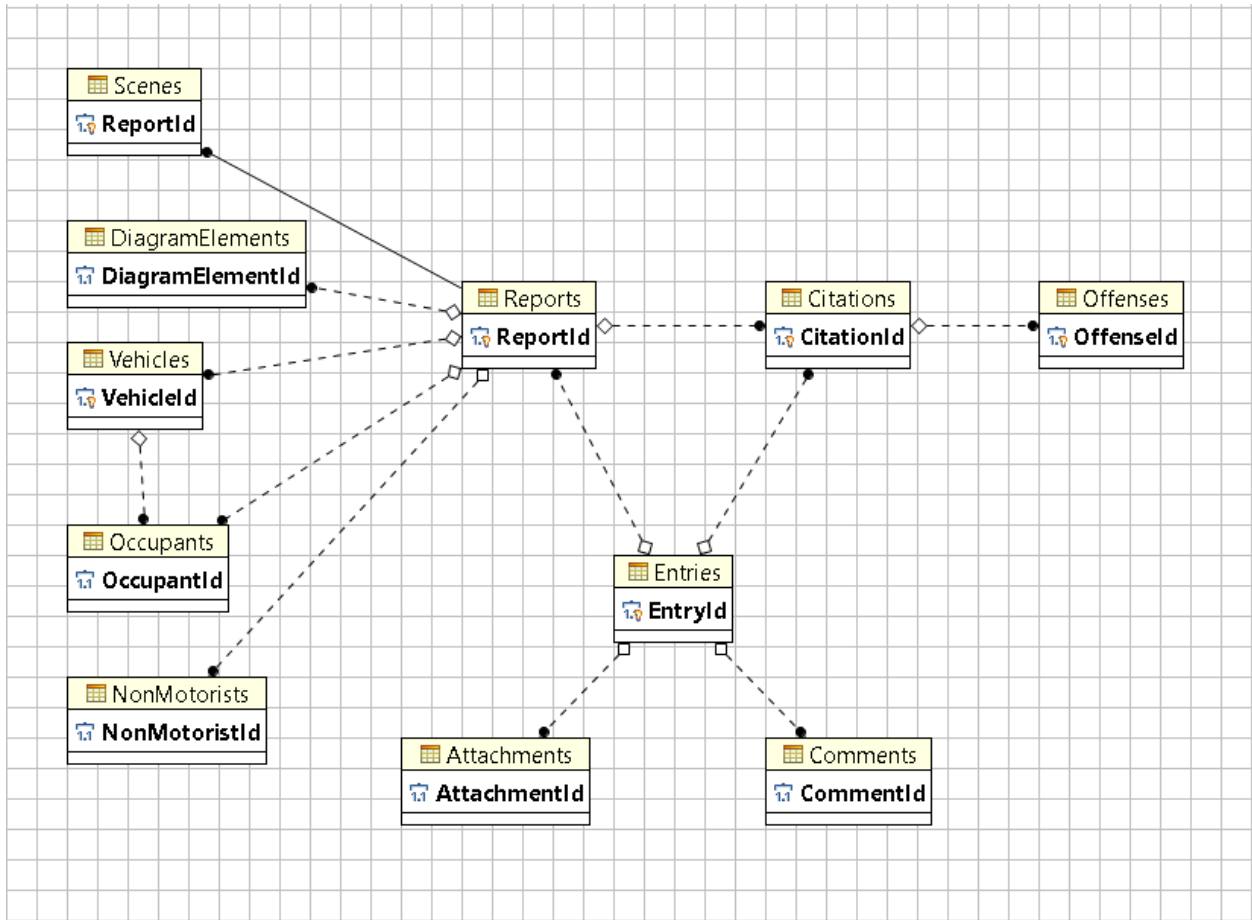 Scenes
ReportId
DiagramElements
DiagramElementId
Reports
ReportId
Citations
CitationId
Offenses
OffenseId
Vehicles
VehicleId
Occupants
OccupantId
Entries
EntryId
NonMotorists
NonMotoristId
Attachments
AttachmentId
Comments
CommentId